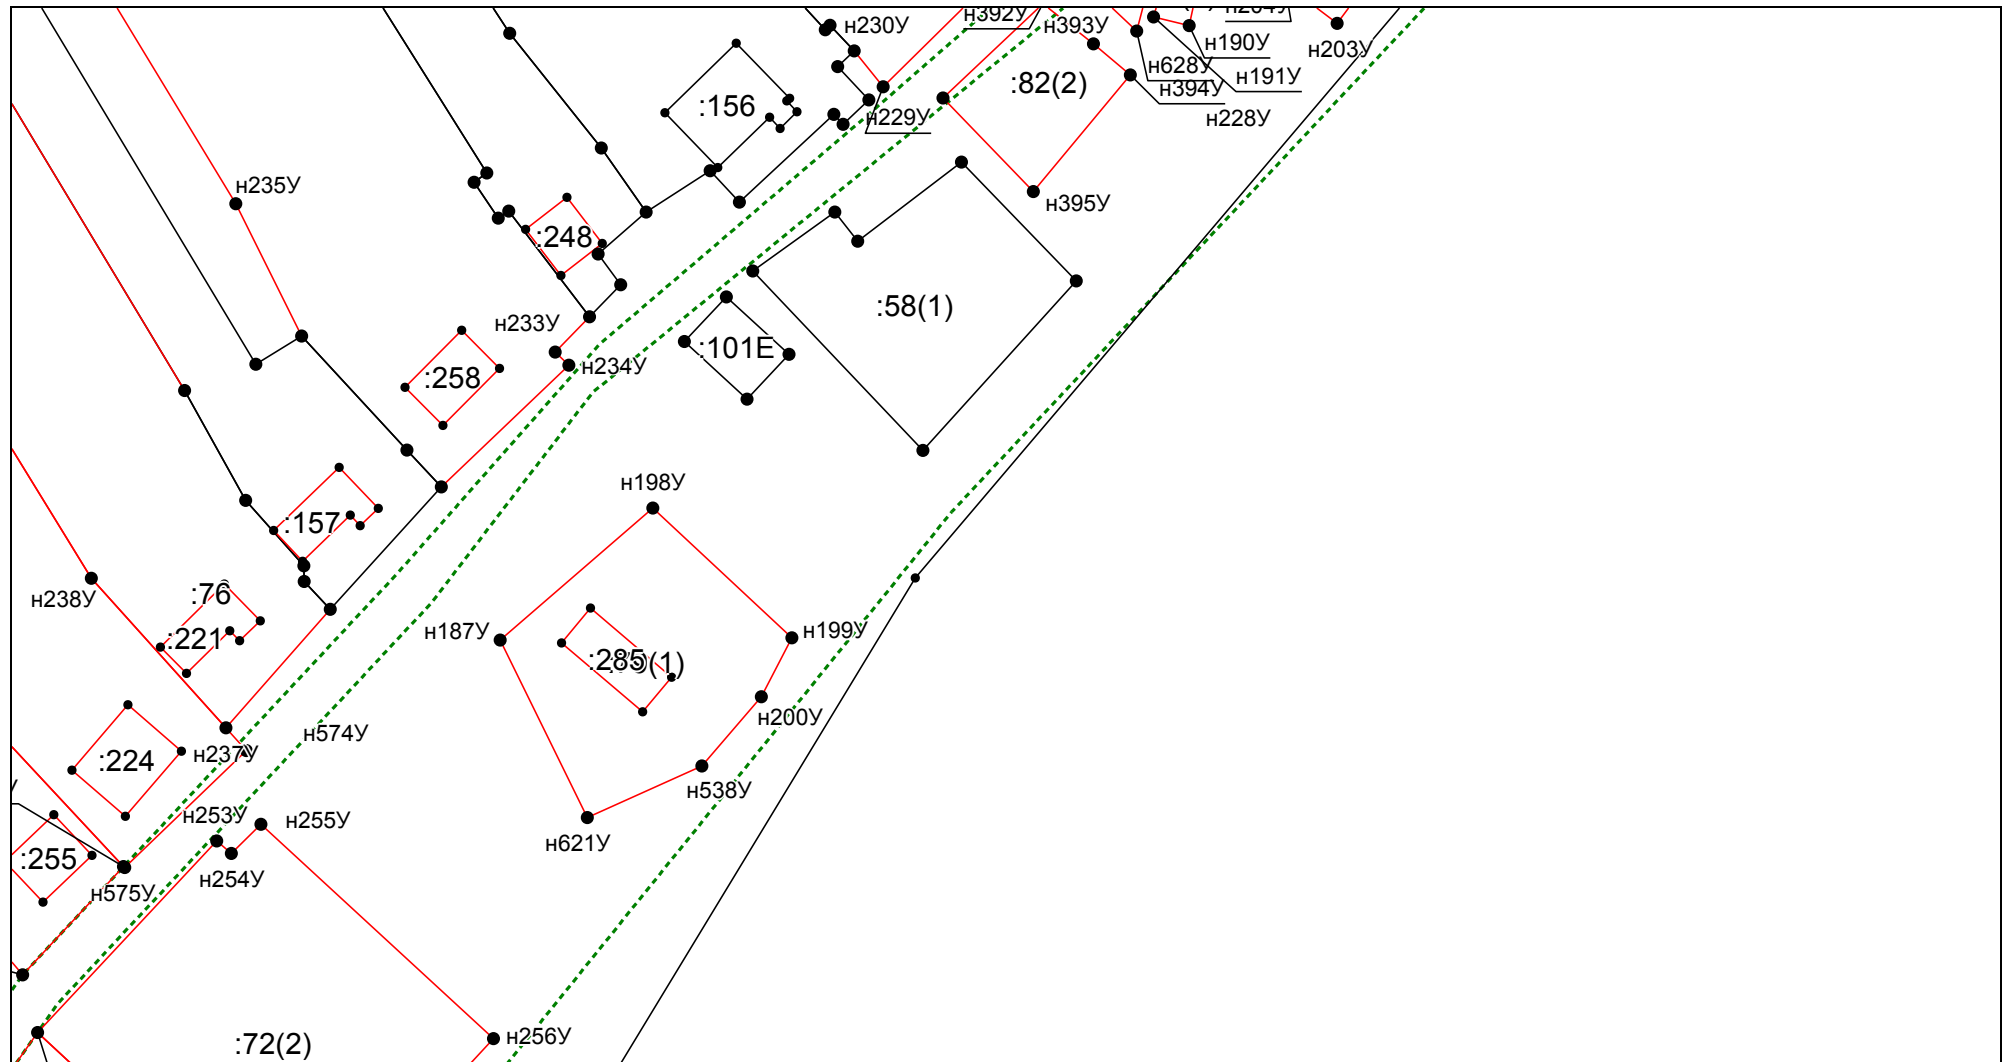 н392У
н230У
н393У
н190У
н203У
:82(2)
н628У
н191У
н394У
:156
н229У
н228У
н235У
н395У
:248
:58(1)
н233У
:101Е
н234У
:258
н198У
:157
:76
н238У
:221
н187У
н199У
:285
(1)
н200У
н574У
н237У
:224
н538У
н253У
н255У
н621У
:255
н254У
н575У
н256У
:72(2)